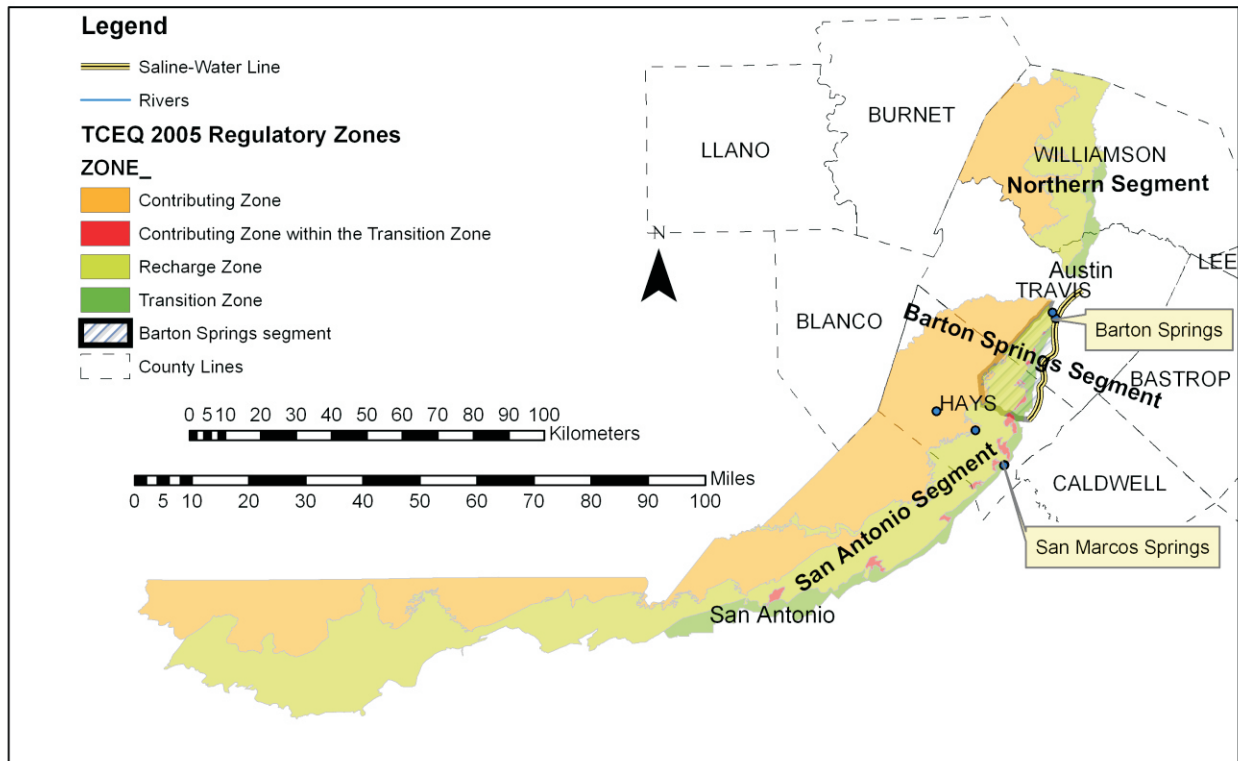 Legend
Saline-Water Line
Rivers
TCEQ 2005 Regulatory Zones
ZONE_
Contributing Zone
Contributing Zone within the Transition Zone
Recharge Zone
Transition Zone
Barton Springs segment
County Lines
0 5 10 20 30 40 50 60 70 80 90 100
Kilometers
Miles
0 5 10 20 30 40 50 60 70 80 90 100
N
LLANO
BURNET
WILLIAMSON
Northern Segment
LEE
Austin
TRAVIS
BLANCO
Barton Springs
Barton Springs Segment
BASTROP
HAYS
San Antonio Segment
CALDWELL
San Marcos Springs
San Antonio